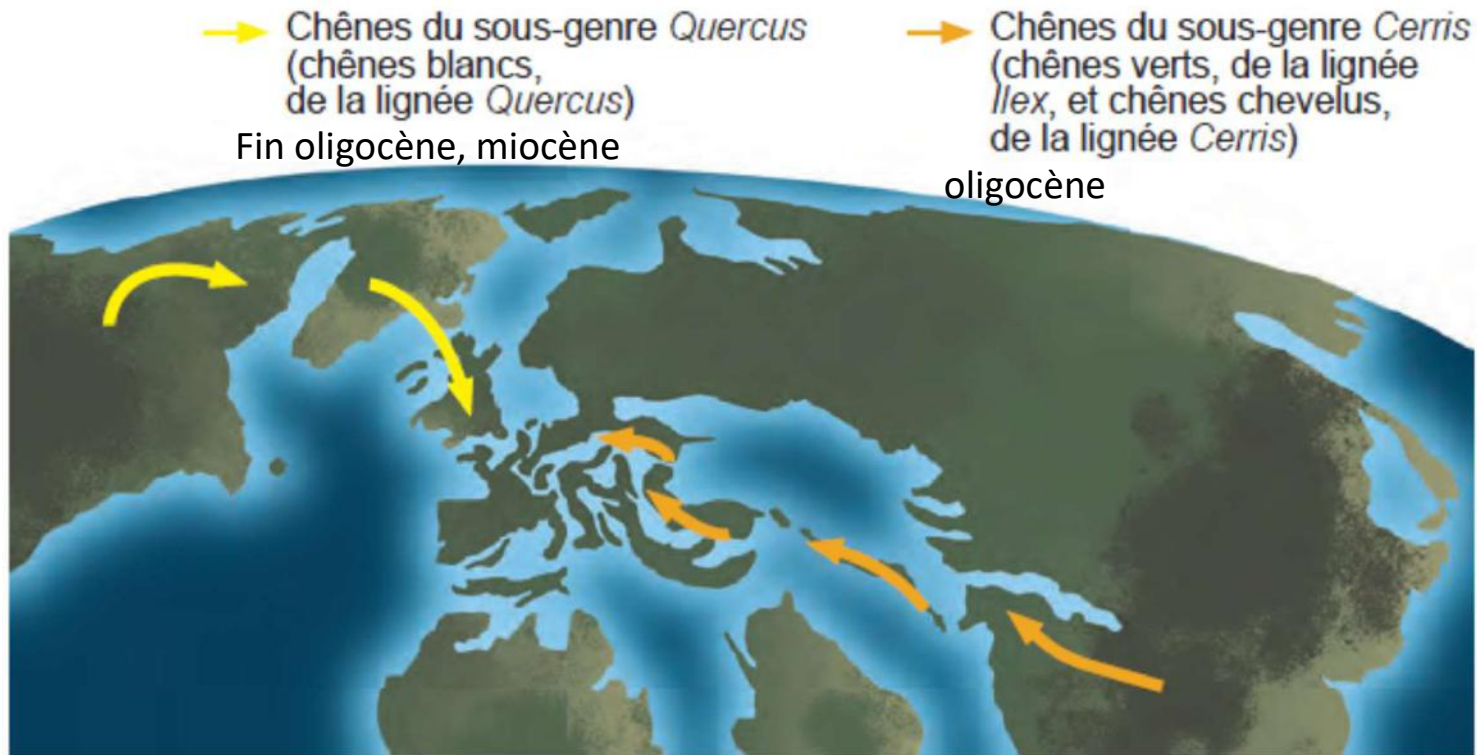 Chênes du sous-genre Quercus
(chênes blancs,
de la lignée Quercus)
Fin oligocène, miocène
Chênes du sous-genre Cerris
(chênes verts, de la lignée
Ilex, et chênes chevelus,
de la lignée Cerris)
oligocène